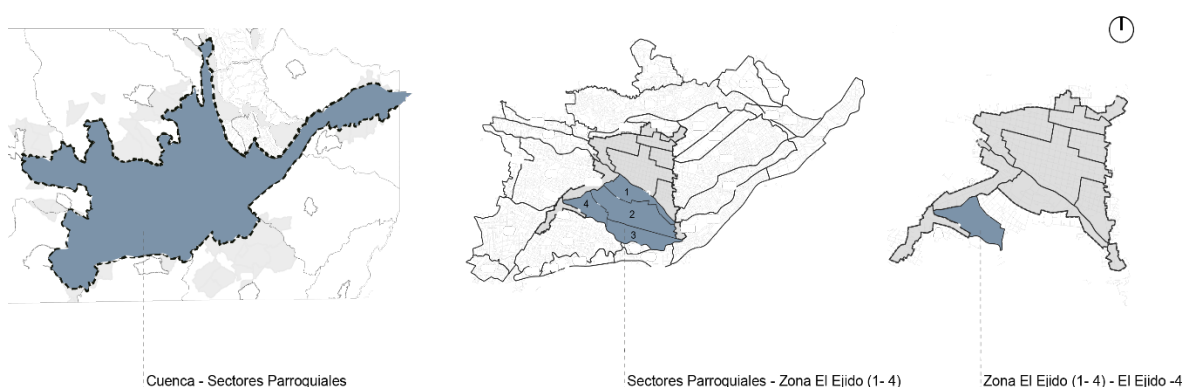 1
2
3
4
Cuenca - Sectores Parroquiales
Sectores Parroquiales - Zona El Ejido (1- 4)
Zona El Ejido (1- 4) - El Ejido -4